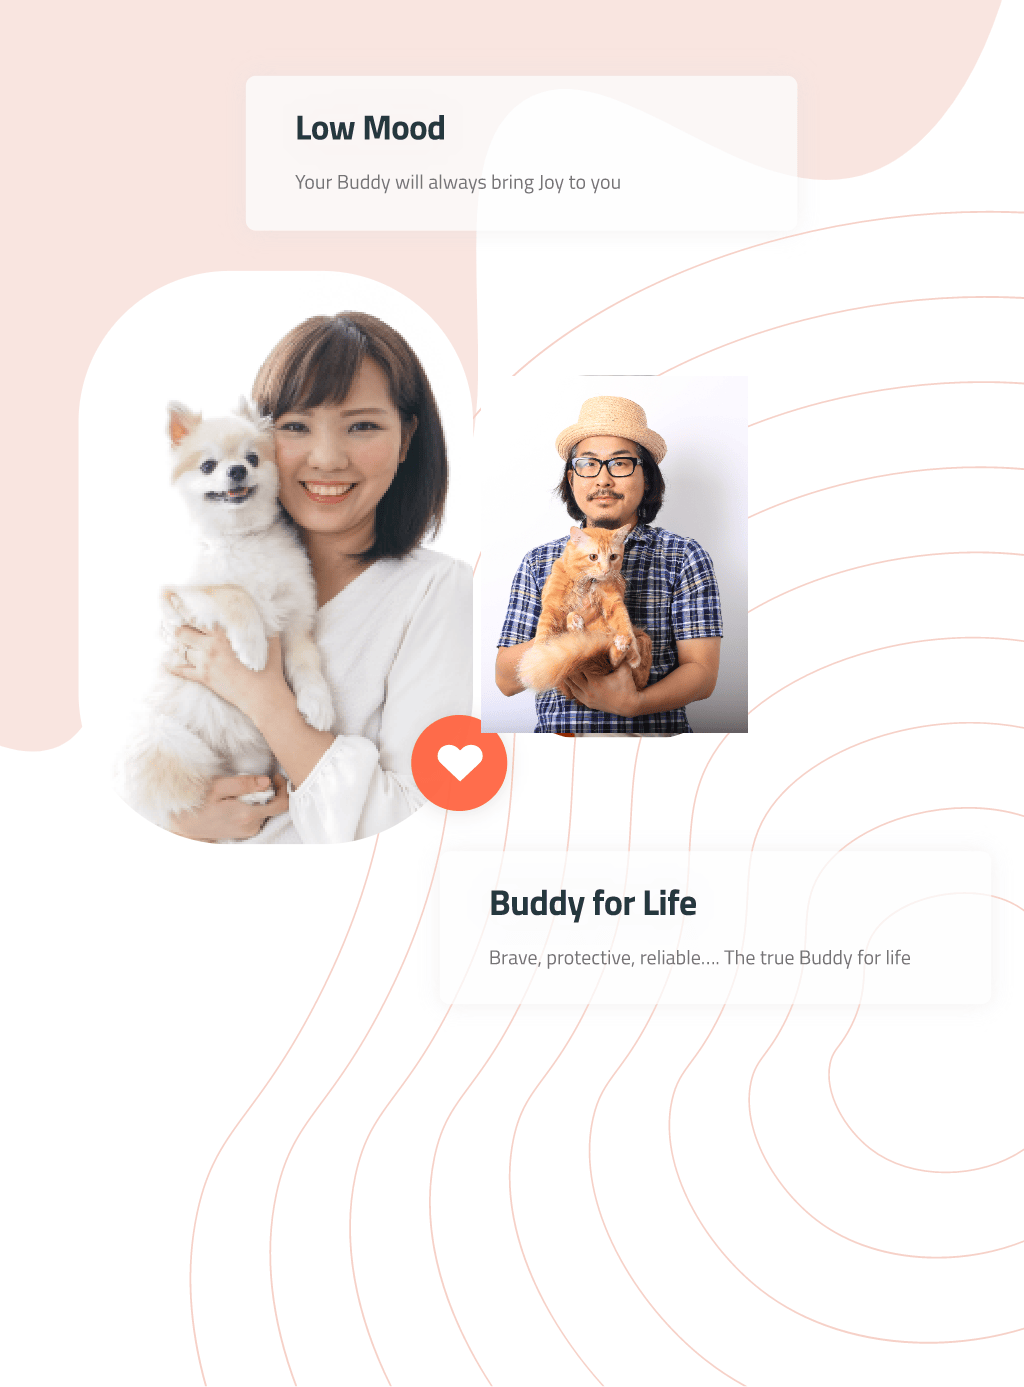 Low Mood
Your Buddy will always bring Joy to you
Buddy for Life
Brave, protective, reliable.... The true Buddy for life